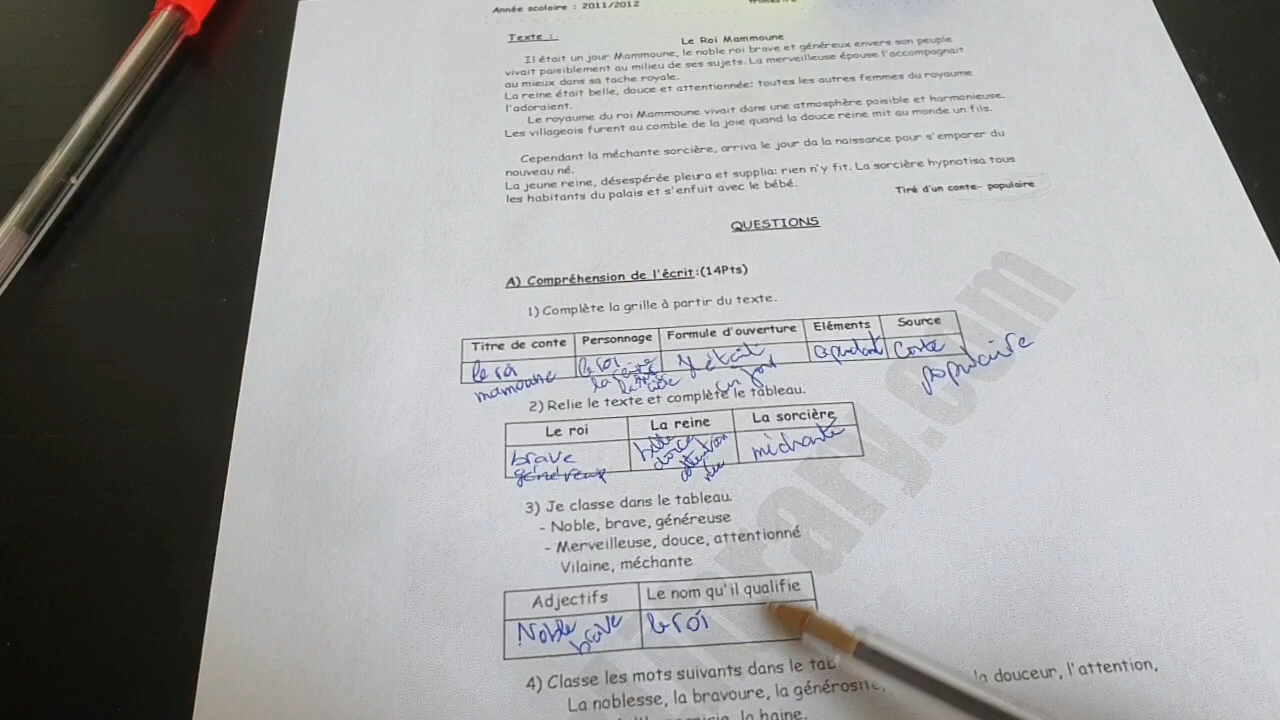 Année scolaire : 2011/2012
trimestre
Texte :
Le Roi Mammoune
Il était un jour Mammoune, le noble roi brave et généreux envers son peuple
vivait paisiblement au milieu de ses sujets. La merveilleuse épouse l'accompagnait
au mieux dans sa tache royale.
La reine était belle, douce et attentionnée: toutes les autres femmes du royaume
l'adoraient.
Le royaume du roi Mammoune vivait dans une atmosphère paisible et harmonieuse.
Les villageois furent au comble de la joie quand la douce reine mit au monde un fils.
Cependant la méchante sorcière, arriva le jour da la naissance pour s'emparer du
nouveau né.
La jeune reine, désespérée pleura et supplia: rien n'y fit. La sorcière hypnotisa tous
les habitants du palais et s'enfuit avec le bébé.
Tiré d'un conte- populaire
QUESTIONS
A) Compréhension de l'écrit:(14Pts)
1) Complète la grille à partir du texte.
Titre de conte Personnage Formule d'ouverture Eléments Source
le roi le roi il était cependant Conte
mamoune la reine un jour populaire
2) Relie le texte et complète le tableau.
Le roi La reine La sorcière
brave belle méchante
généreux douce
3) Je classe dans le tableau.
- Noble, brave, généreuse
- Merveilleuse, douce, attentionné
Vilaine, méchante
Adjectifs Le nom qu'il qualifie
Noble le roi
brave
4) Classe les mots suivants dans le
La noblesse, la bravoure, la générosité, la douceur, l'attention,
la haine.